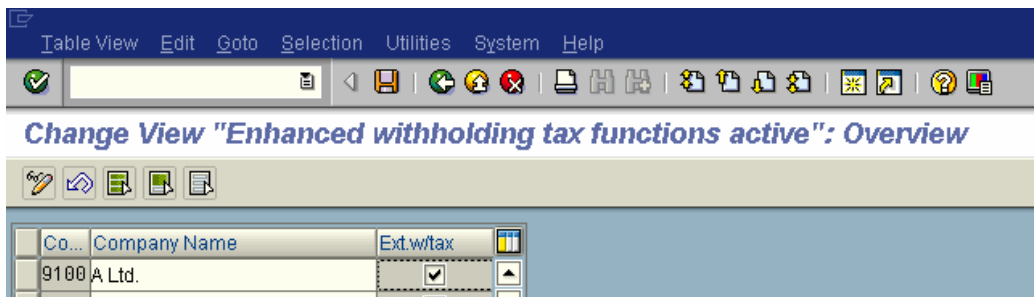 Table View Edit Goto Selection Utilities System Help
Change View "Enhanced withholding tax functions active": Overview
Co... Company Name Ext.w/tax
9100 A Ltd.